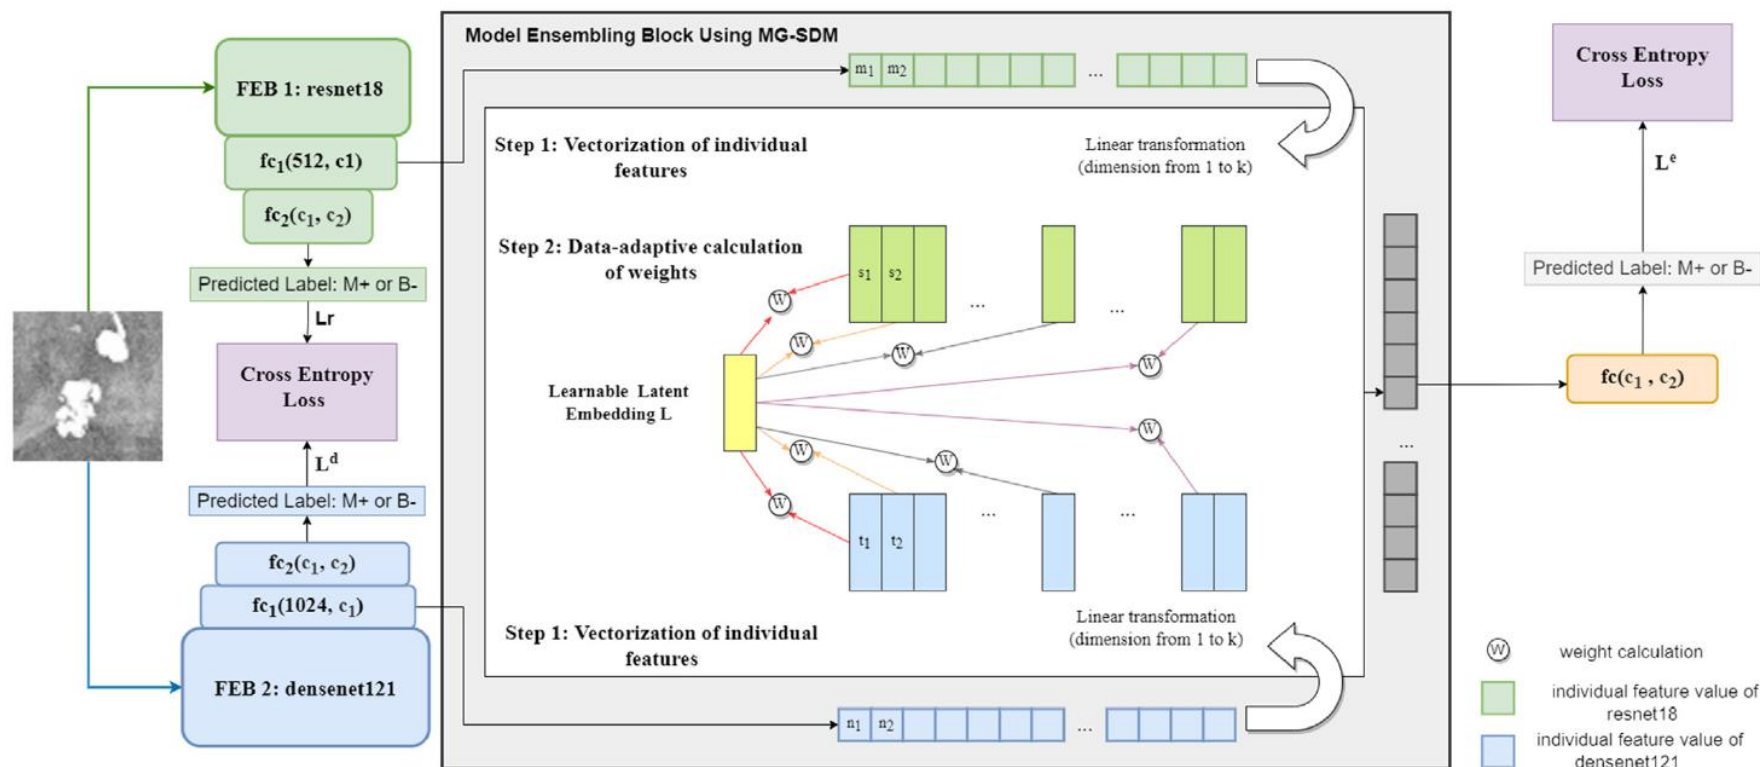 Model Ensembling Block Using MG-SDM
FEB 1: resnet18
fc1(512, c1)
fc2(c1, c2)
Predicted Label: M+ or B-
Lr
Cross Entropy
Loss
L^d
Predicted Label: M+ or B-
fc2(c1, c2)
fc1(1024, c1)
FEB 2: densenet121
m1 m2 ...
Step 1: Vectorization of individual
features
Linear transformation
(dimension from 1 to k)
Step 2: Data-adaptive calculation
of weights
s1 s2
... ...
W
W
W
W
Learnable Latent
Embedding L
W
W
W
W
t1 t2
... ...
Step 1: Vectorization of individual
features
Linear transformation
(dimension from 1 to k)
n1 n2 ...
...
Cross Entropy
Loss
L^e
Predicted Label: M+ or B-
fc(c1 , c2)
W weight calculation
individual feature value of
resnet18
individual feature value of
densenet121